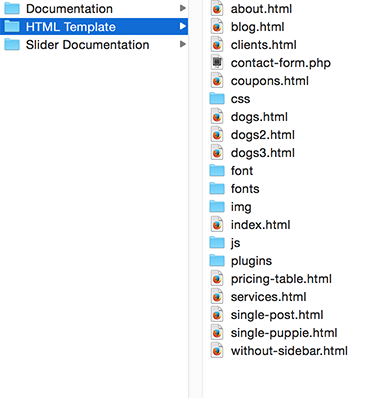 Documentation
HTML Template
Slider Documentation
about.html
blog.html
clients.html
contact-form.php
coupons.html
css
dogs.html
dogs2.html
dogs3.html
font
fonts
img
index.html
js
plugins
pricing-table.html
services.html
single-post.html
single-puppie.html
without-sidebar.html